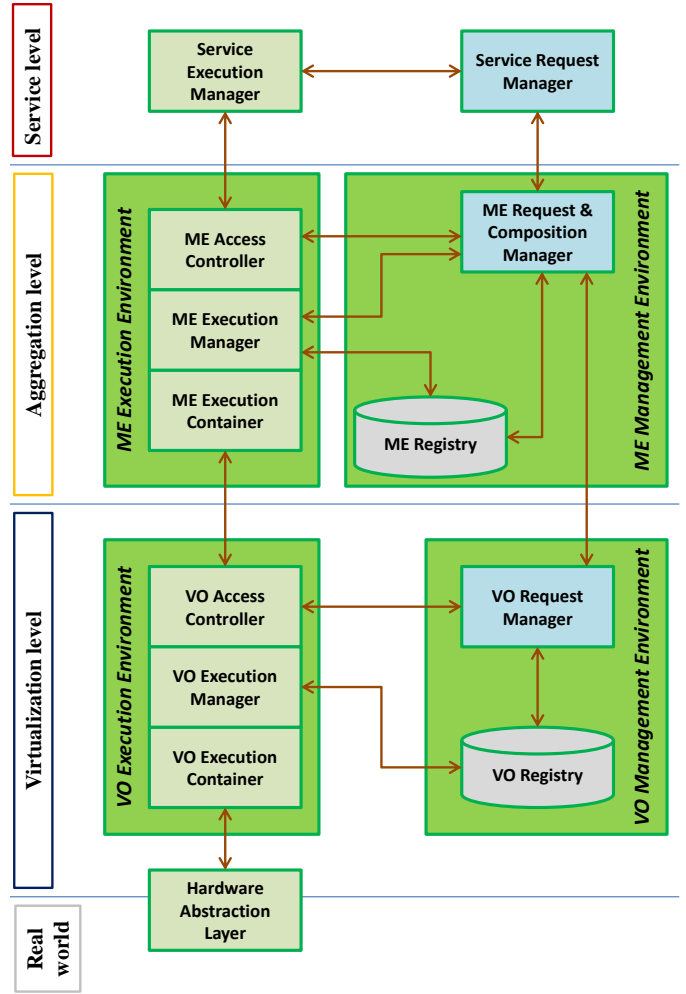 Service level
Service
Execution
Manager
Service Request
Manager
Aggregation level
ME Execution Environment
ME Access
Controller
ME Execution
Manager
ME Execution
Container
ME Request &
Composition
Manager
ME Registry
ME Management Environment
Virtualization level
VO Execution Environment
VO Access
Controller
VO Execution
Manager
VO Execution
Container
VO Request
Manager
VO Registry
VO Management Environment
Real
world
Hardware
Abstraction
Layer